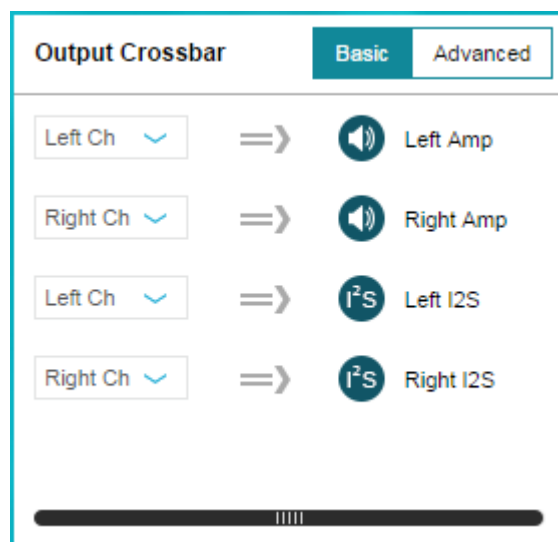 Output Crossbar Basic Advanced
Left Ch Left Amp
Right Ch Right Amp
Left Ch I²S Left I2S
Right Ch I²S Right I2S